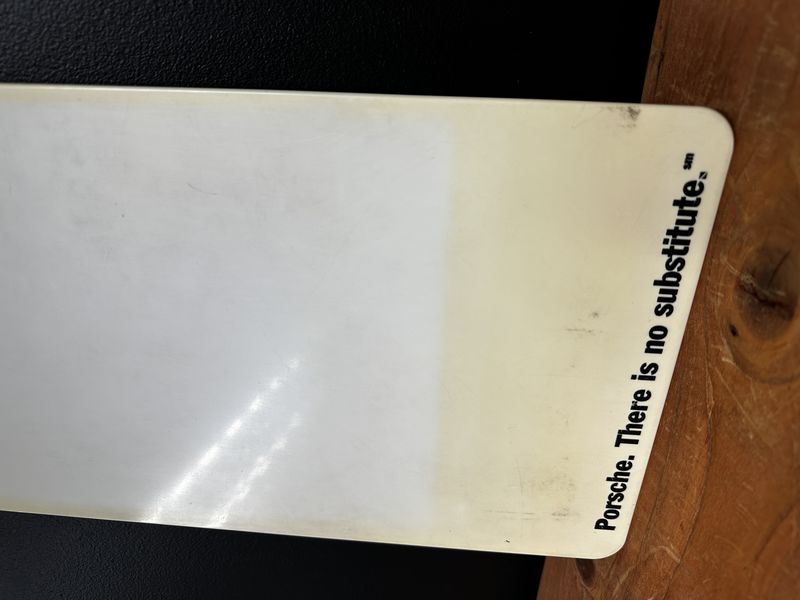 Porsche. There is no substitute.℠